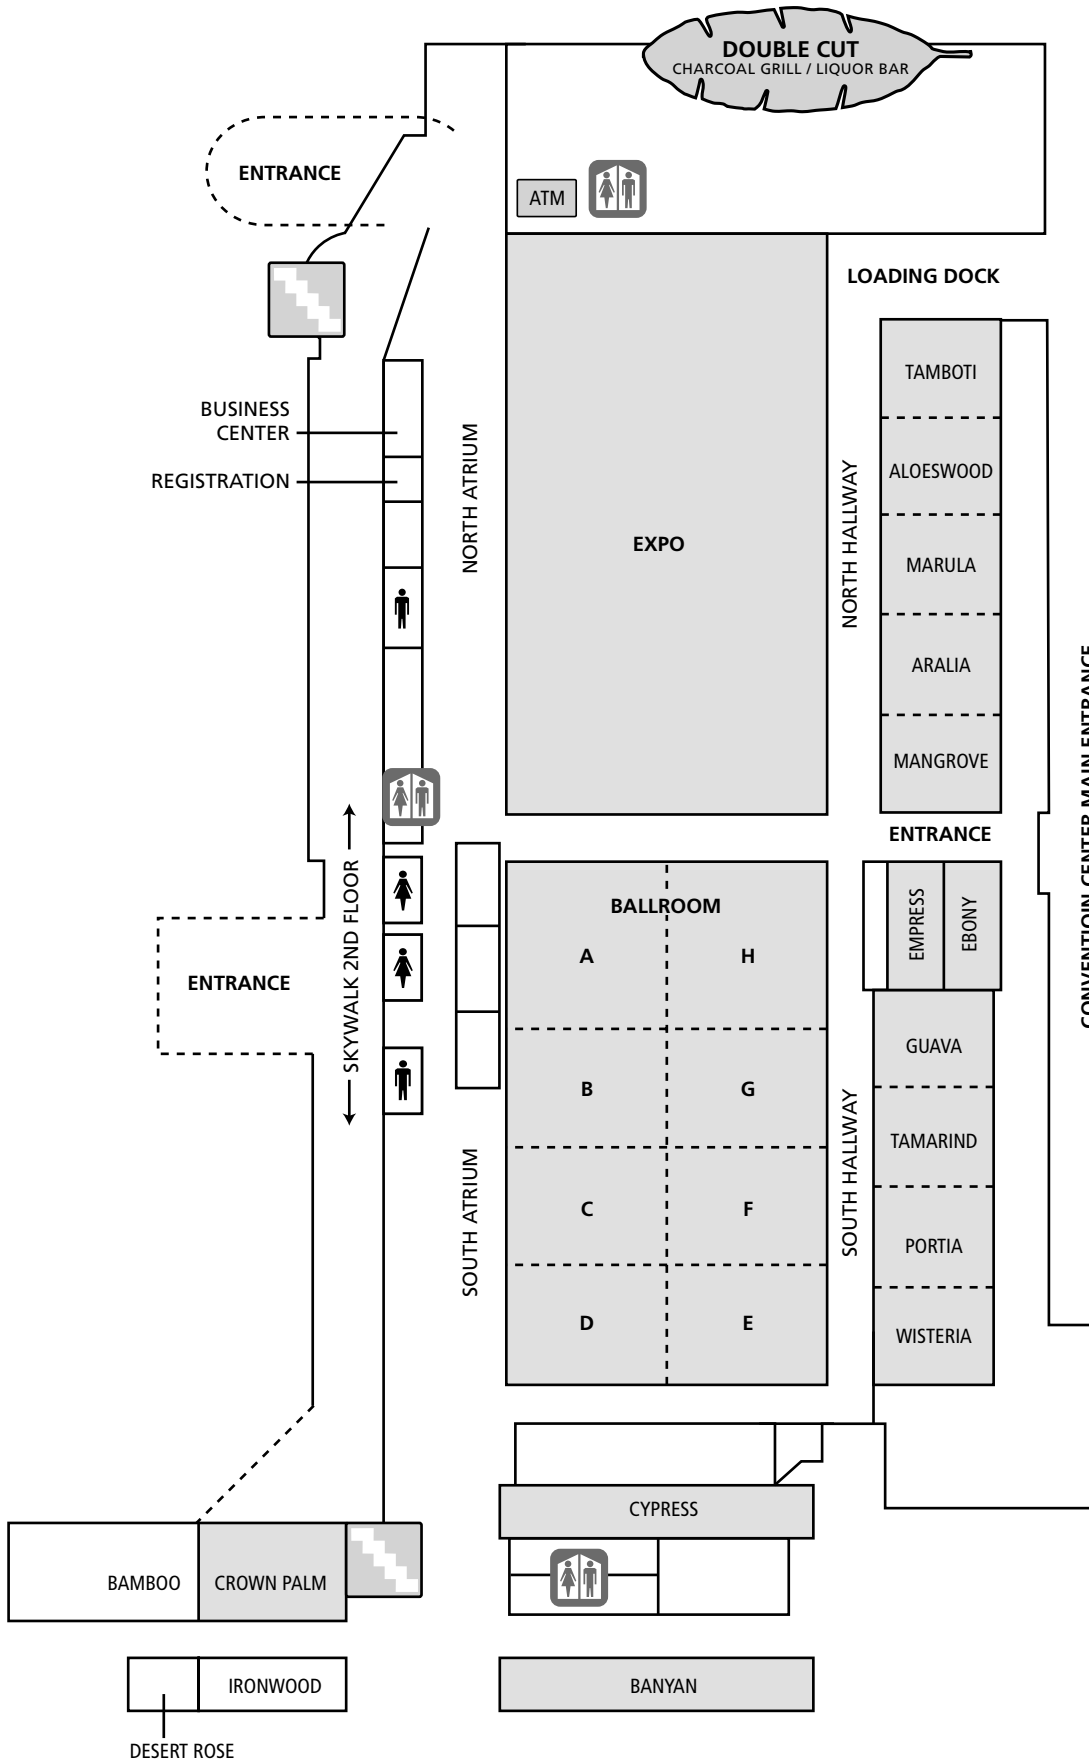 DOUBLE CUT
CHARCOAL GRILL / LIQUOR BAR
ENTRANCE
ATM
LOADING DOCK
TAMBOTI
BUSINESS
CENTER
REGISTRATION
NORTH ATRIUM
EXPO
NORTH HALLWAY
ALOESWOOD
MARULA
ARALIA
MANGROVE
CONVENTIOIN CENTER MAIN ENTRANCE
ENTRANCE
SKYWALK 2ND FLOOR
BALLROOM
EMPRESS
EBONY
A
H
ENTRANCE
GUAVA
B
G
SOUTH ATRIUM
SOUTH HALLWAY
TAMARIND
C
F
PORTIA
D
E
WISTERIA
CYPRESS
BAMBOO
CROWN PALM
IRONWOOD
BANYAN
DESERT ROSE